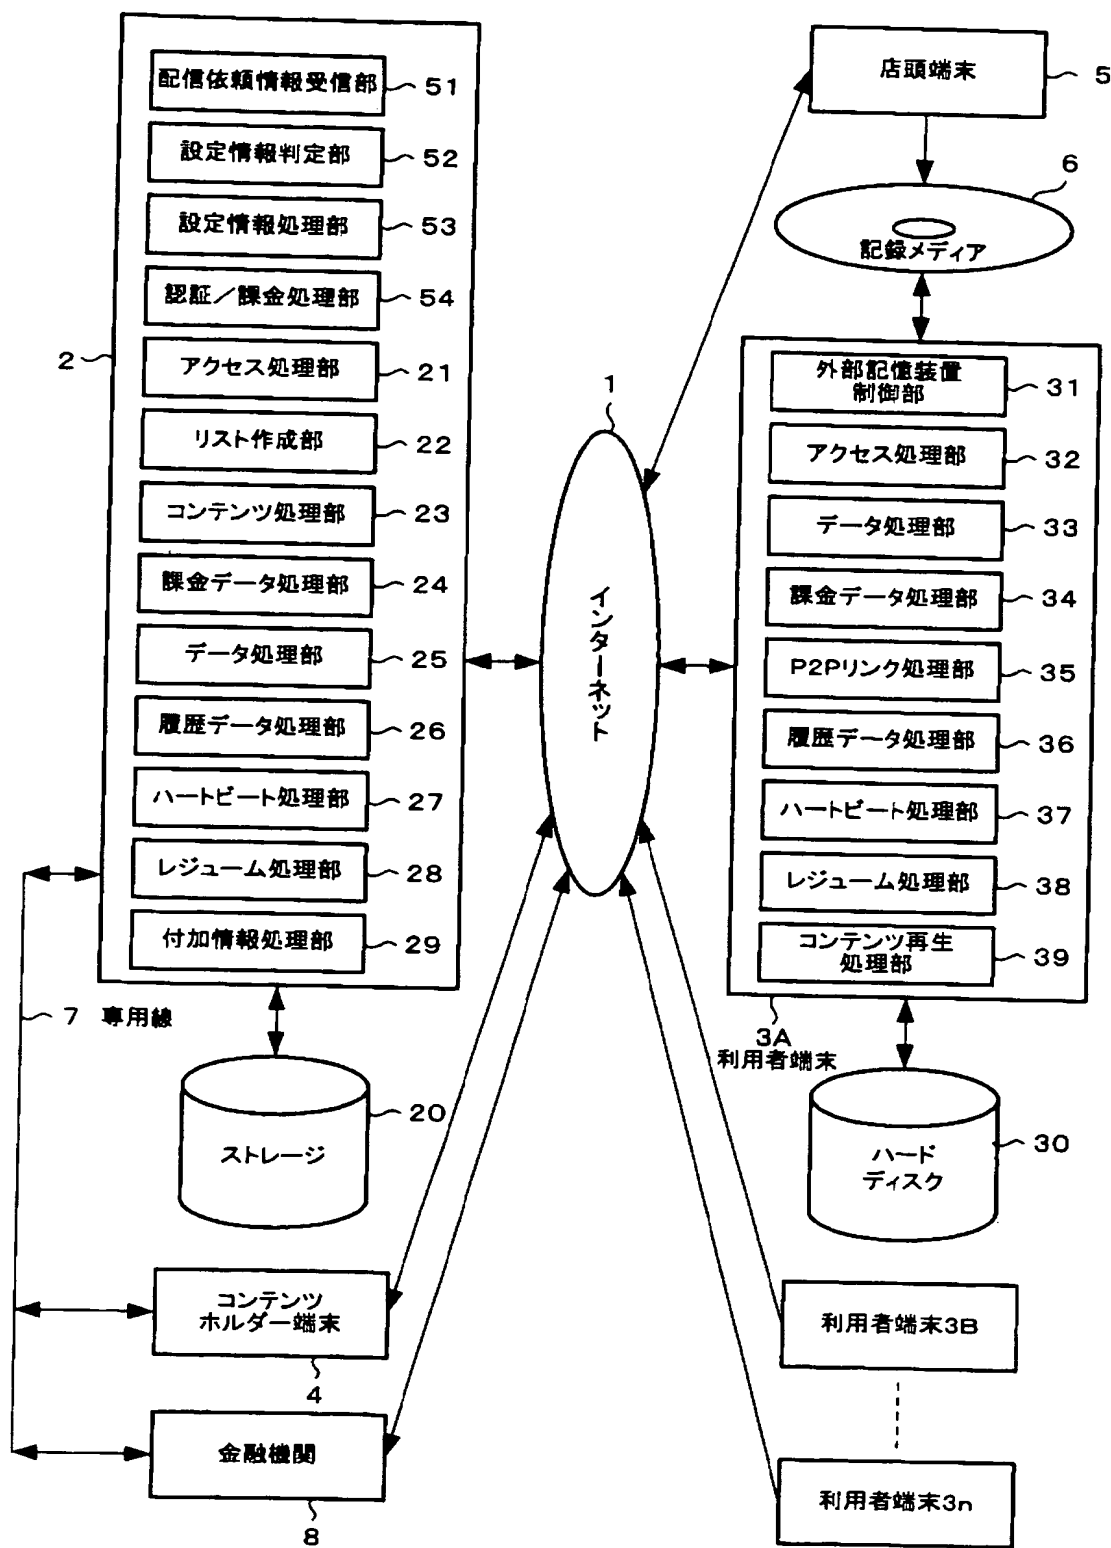 配信依頼情報受信部 51
設定情報判定部 52
設定情報処理部 53
認証／課金処理部 54
2
アクセス処理部 21
リスト作成部 22
コンテンツ処理部 23
課金データ処理部 24
データ処理部 25
履歴データ処理部 26
ハートビート処理部 27
レジューム処理部 28
付加情報処理部 29
7 専用線
ストレージ
20
コンテンツ
ホルダー端末
4
金融機関
8
1
インターネット
店頭端末 5
6
記録メディア
外部記憶装置
制御部
31
アクセス処理部 32
データ処理部 33
課金データ処理部 34
P2Pリンク処理部 35
履歴データ処理部 36
ハートビート処理部 37
レジューム処理部 38
コンテンツ再生
処理部
39
3A
利用者端末
ハード
ディスク
30
利用者端末3B
利用者端末3n